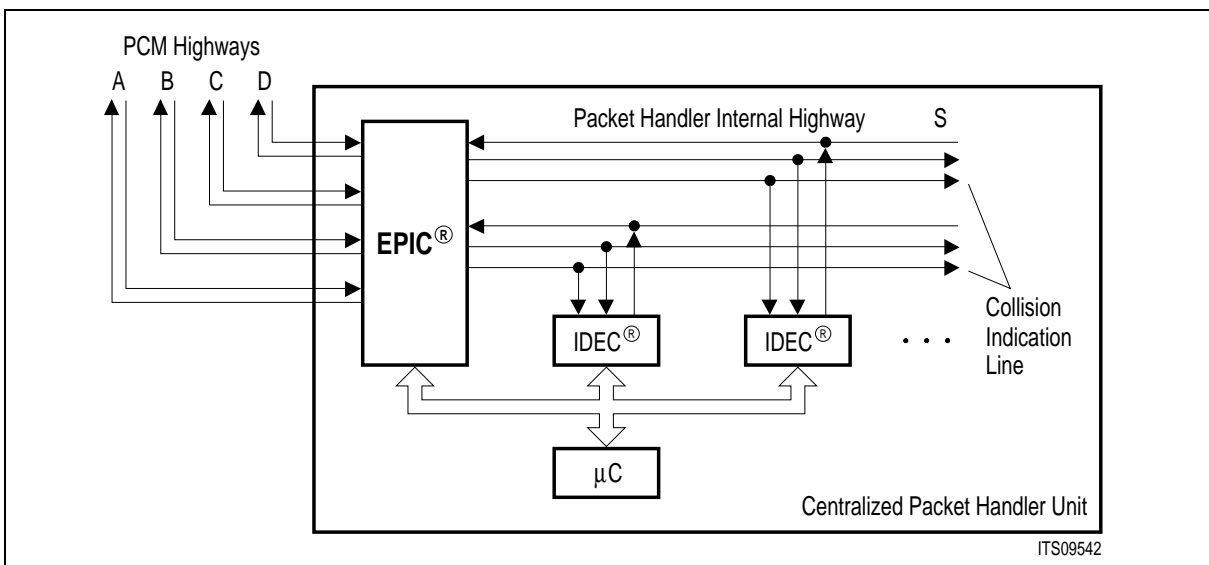 PCM Highways
A B C D
Packet Handler Internal Highway S
EPIC®
IDEC® IDEC®
Collision
Indication
Line
. . .
μC
Centralized Packet Handler Unit
ITS09542